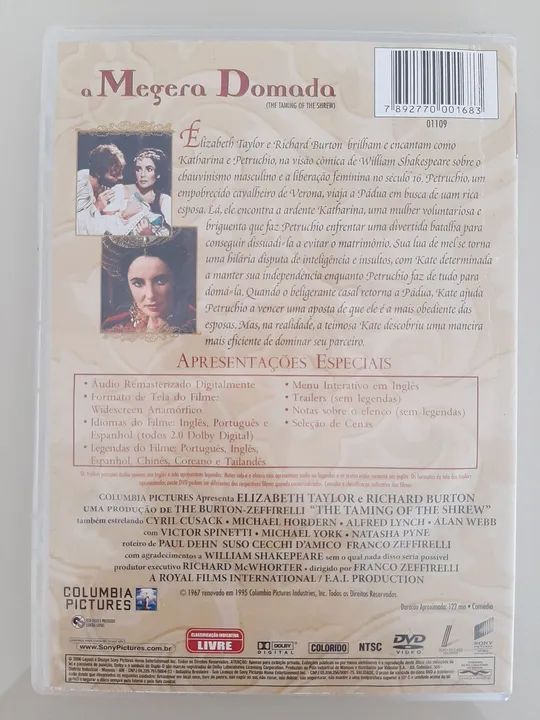 a Megera Domada
(THE TAMING OF THE SHREW)
7 892770 001683
01109
Elizabeth Taylor e Richard Burton brilham e encantam como
Katharina e Petruchio, na visão cômica de William Shakespeare sobre o
chauvinismo masculino e a liberação feminina no século 16. Petruchio, um
empobrecido cavalheiro de Verona, viaja a Pádua em busca de uam rica
esposa. Lá, ele encontra a ardente Katharina, uma mulher voluntariosa e
briguenta que faz Petruchio enfrentar uma divertida batalha para
conseguir dissuadi-la a evitar o matrimônio. Sua lua de mel se torna
uma hilária disputa de inteligência e insultos, com Kate determinada
a manter sua independência enquanto Petruchio faz de tudo para
domá-la. Quando o beligerante casal retorna a Pádua, Kate ajuda
Petruchio a vencer uma aposta de que ele é a mais obediente das
esposas. Mas, na realidade, a teimosa Kate descobriu uma maneira
mais eficiente de dominar seu parceiro.
APRESENTAÇÕES ESPECIAIS
• Áudio Remasterizado Digitalmente
• Formato de Tela do Filme:
Widescreen Anamórfico
• Idiomas do Filme: Inglês, Português e
Espanhol (todos 2.0 Dolby Digital)
• Legendas do Filme: Português, Inglês,
Espanhol, Chinês, Coreano e Tailandês
• Menu Interativo em Inglês
• Trailers (sem legendas)
• Notas sobre o elenco (sem legendas)
• Seleção de Cenas
COLUMBIA PICTURES Apresenta ELIZABETH TAYLOR e RICHARD BURTON
UMA PRODUÇÃO DE THE BURTON-ZEFFIRELLI "THE TAMING OF THE SHREW"
também estrelando CYRIL CUSACK • MICHAEL HORDERN • ALFRED LYNCH • ALAN WEBB
com VICTOR SPINETTI • MICHAEL YORK • NATASHA PYNE
roteiro de PAUL DEHN SUSO CECCHI D'AMICO FRANCO ZEFFIRELLI
com agradecimentos a WILLIAM SHAKESPEARE sem o qual nada disso seria possível
produtor executivo RICHARD McWHORTER dirigido por FRANCO ZEFFIRELLI
A ROYAL FILMS INTERNATIONAL / F.A.I. PRODUCTION
COLUMBIA
PICTURES
© 1967 renovado em 1995 Columbia Pictures Industries, Inc. Todos os Direitos Reservados.
Duração Aproximada: 122 min • Comédia
www.SonyPictures.com.br
CLASSIFICAÇÃO INDICATIVA
LIVRE
DOLBY
DIGITAL
COLORIDO
NTSC
DVD
VIDEO
SONY